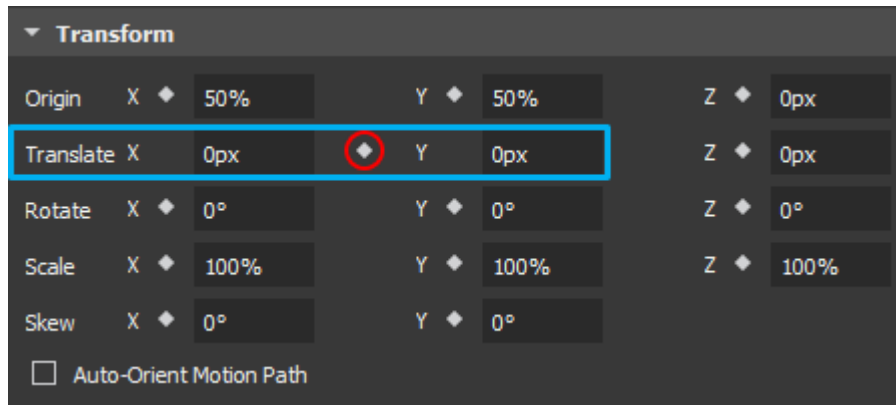 Transform
Origin X 50% Y 50% Z 0px
Translate X 0px Y 0px Z 0px
Rotate X 0° Y 0° Z 0°
Scale X 100% Y 100% Z 100%
Skew X 0° Y 0°
Auto-Orient Motion Path